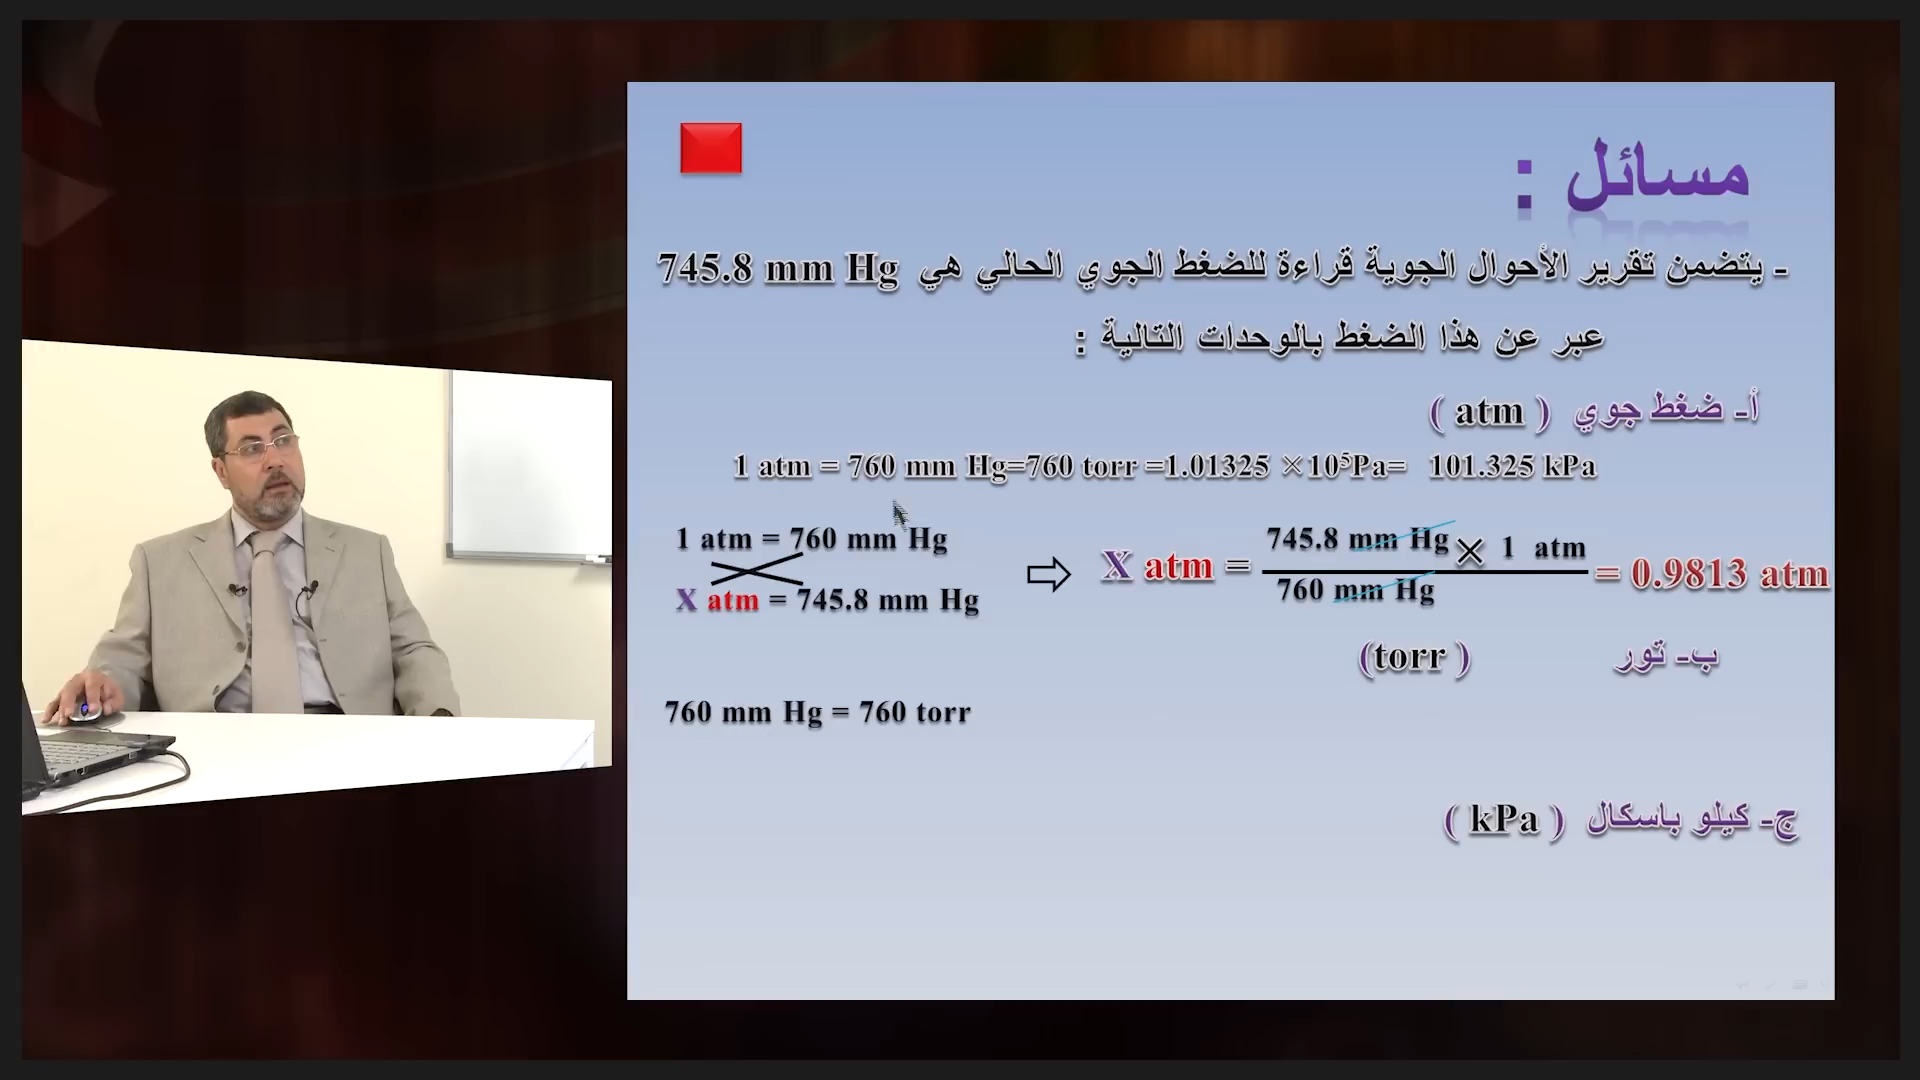 مسائل :
- يتضمن تقرير الأحوال الجوية قراءة للضغط الجوي الحالي هي 745.8 mm Hg
عبر عن هذا الضغط بالوحدات التالية :
أ- ضغط جوي ( atm )
1 atm = 760 mm Hg=760 torr =1.01325 ×10⁵Pa= 101.325 kPa
1 atm = 760 mm Hg
X atm = 745.8 mm Hg
⇨ X atm = 745.8 mm Hg × 1 atm
760 mm Hg
= 0.9813 atm
ب- تور (torr )
760 mm Hg = 760 torr
ج- كيلو باسكال ( kPa )